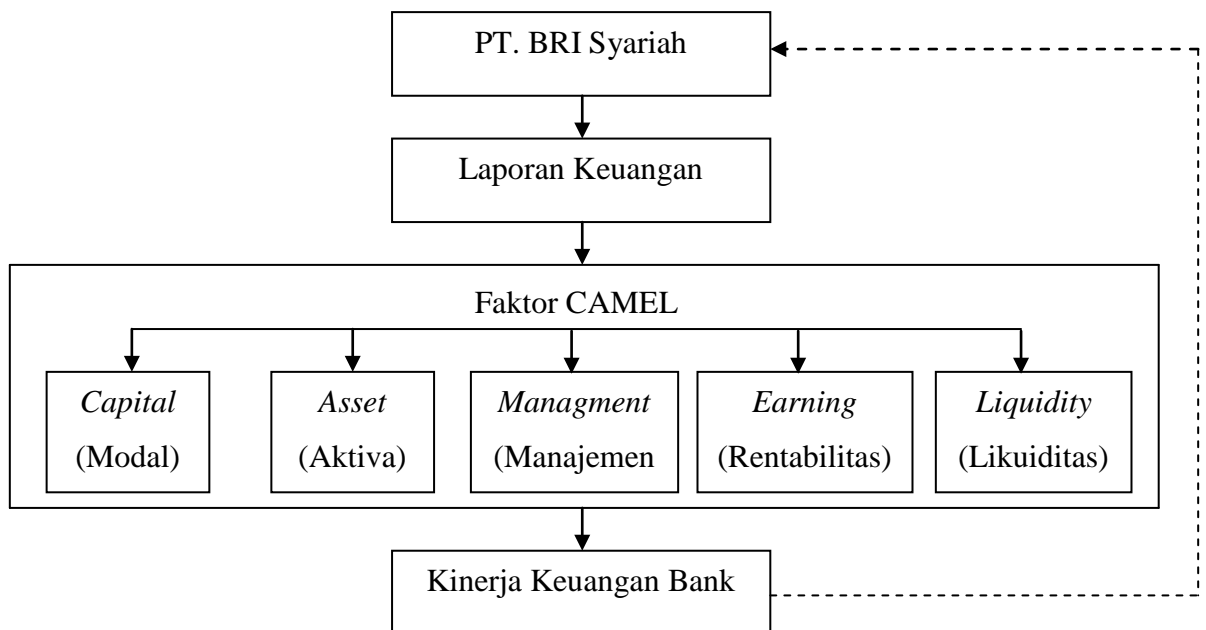 PT. BRI Syariah
Laporan Keuangan
Faktor CAMEL
Capital
(Modal)
Asset
(Aktiva)
Managment
(Manajemen
Earning
(Rentabilitas)
Liquidity
(Likuiditas)
Kinerja Keuangan Bank